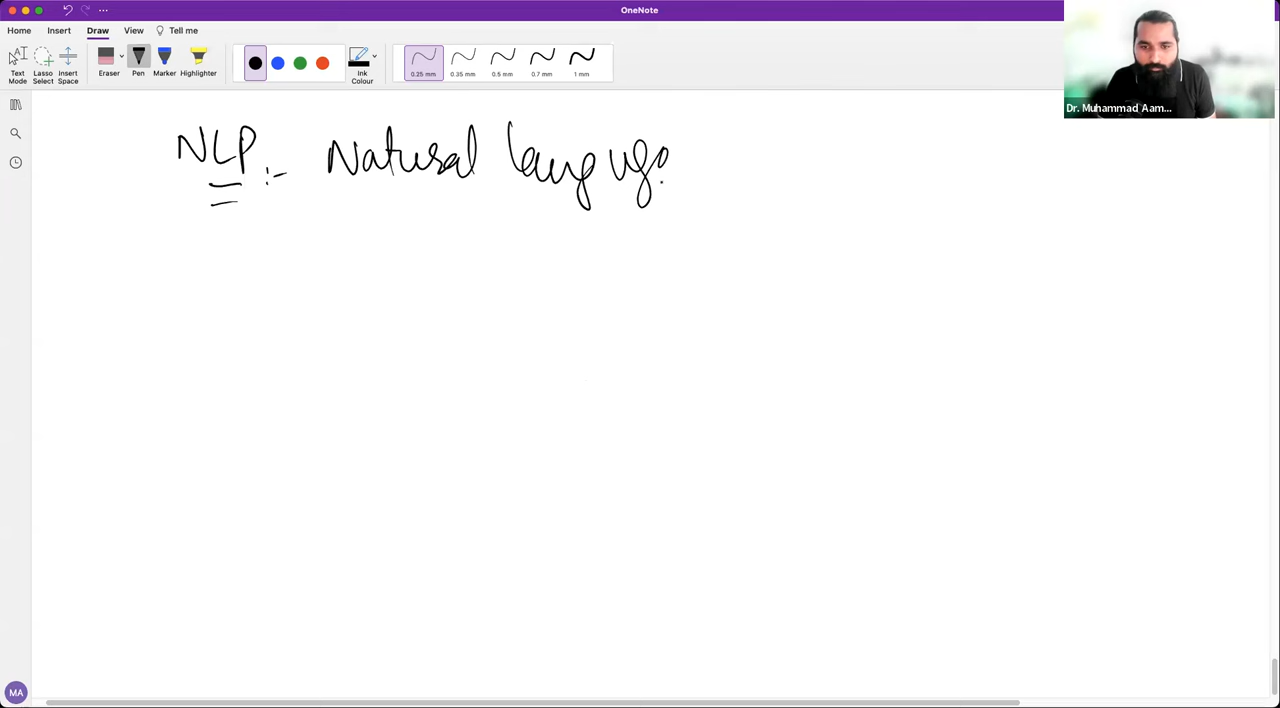 OneNote
Home Insert Draw View Tell me
Text Mode
Lasso Select
Insert Space
Eraser
Pen
Marker
Highlighter
Ink Colour
0.25 mm 0.35 mm 0.5 mm 0.7 mm 1 mm
Dr. Muhammad Aam...
NLP :- Natural
MA